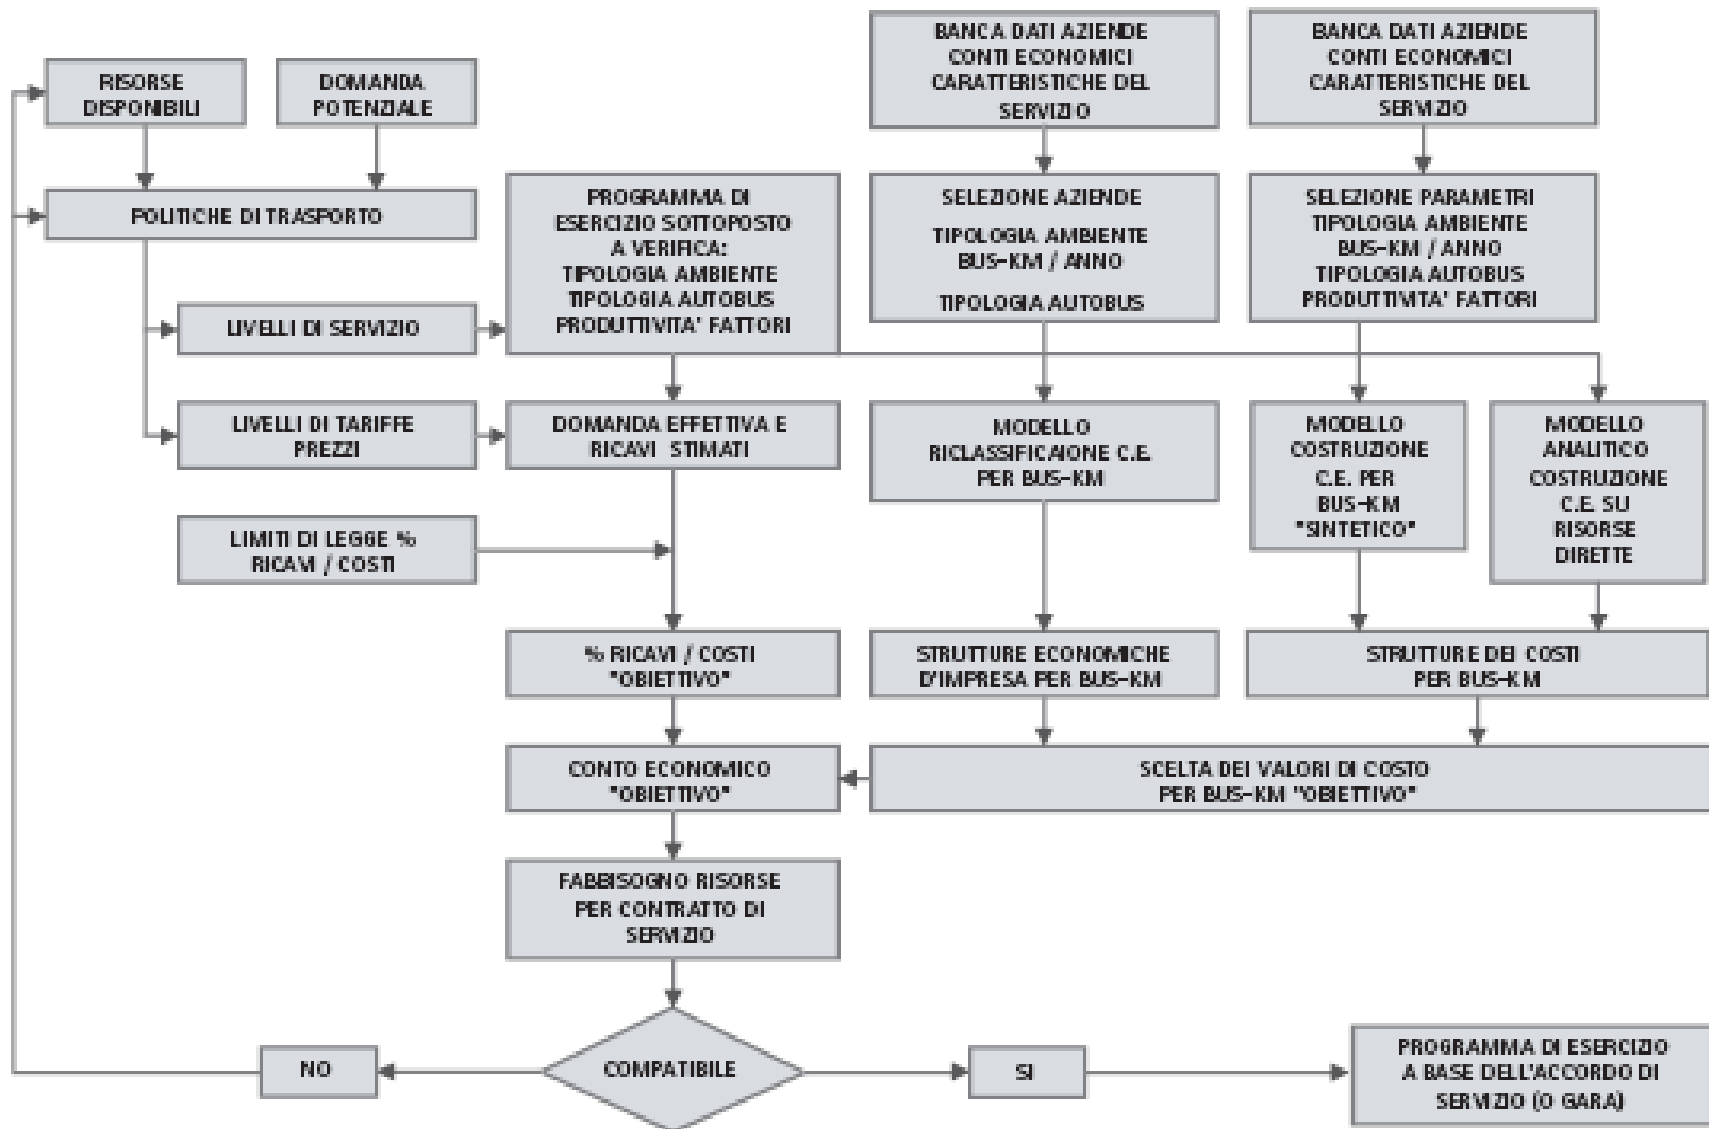 RISORSE
DISPONIBILI
DOMANDA
POTENZIALE
BANCA DATI AZIENDE
CONTI ECONOMICI
CARATTERISTICHE DEL
SERVIZIO
BANCA DATI AZIENDE
CONTI ECONOMICI
CARATTERISTICHE DEL
SERVIZIO
POLITICHE DI TRASPORTO
PROGRAMMA DI
ESERCIZIO SOTTOPOSTO
A VERIFICA:
TIPOLOGIA AMBIENTE
TIPOLOGIA AUTOBUS
PRODUTTIVITA' FATTORI
SELEZIONE AZIENDE
TIPOLOGIA AMBIENTE
BUS-KM / ANNO
TIPOLOGIA AUTOBUS
SELEZIONE PARAMETRI
TIPOLOGIA AMBIENTE
BUS-KM / ANNO
TIPOLOGIA AUTOBUS
PRODUTTIVITA' FATTORI
LIVELLI DI SERVIZIO
LIVELLI DI TARIFFE
PREZZI
DOMANDA EFFETTIVA E
RICAVI STIMATI
MODELLO
RICLASSIFICAIONE C.E.
PER BUS-KM
MODELLO
COSTRUZIONE
C.E. PER
BUS-KM
"SINTETICO"
MODELLO
ANALITICO
COSTRUZIONE
C.E. SU
RISORSE
DIRETTE
LIMITI DI LEGGE %
RICAVI / COSTI
% RICAVI / COSTI
"OBIETTIVO"
STRUTTURE ECONOMICHE
D'IMPRESA PER BUS-KM
STRUTTURE DEI COSTI
PER BUS-KM
CONTO ECONOMICO
"OBIETTIVO"
SCELTA DEI VALORI DI COSTO
PER BUS-KM "OBIETTIVO"
FABBISOGNO RISORSE
PER CONTRATTO DI
SERVIZIO
NO
COMPATIBILE
SI
PROGRAMMA DI ESERCIZIO
A BASE DELL'ACCORDO DI
SERVIZIO (O GARA)